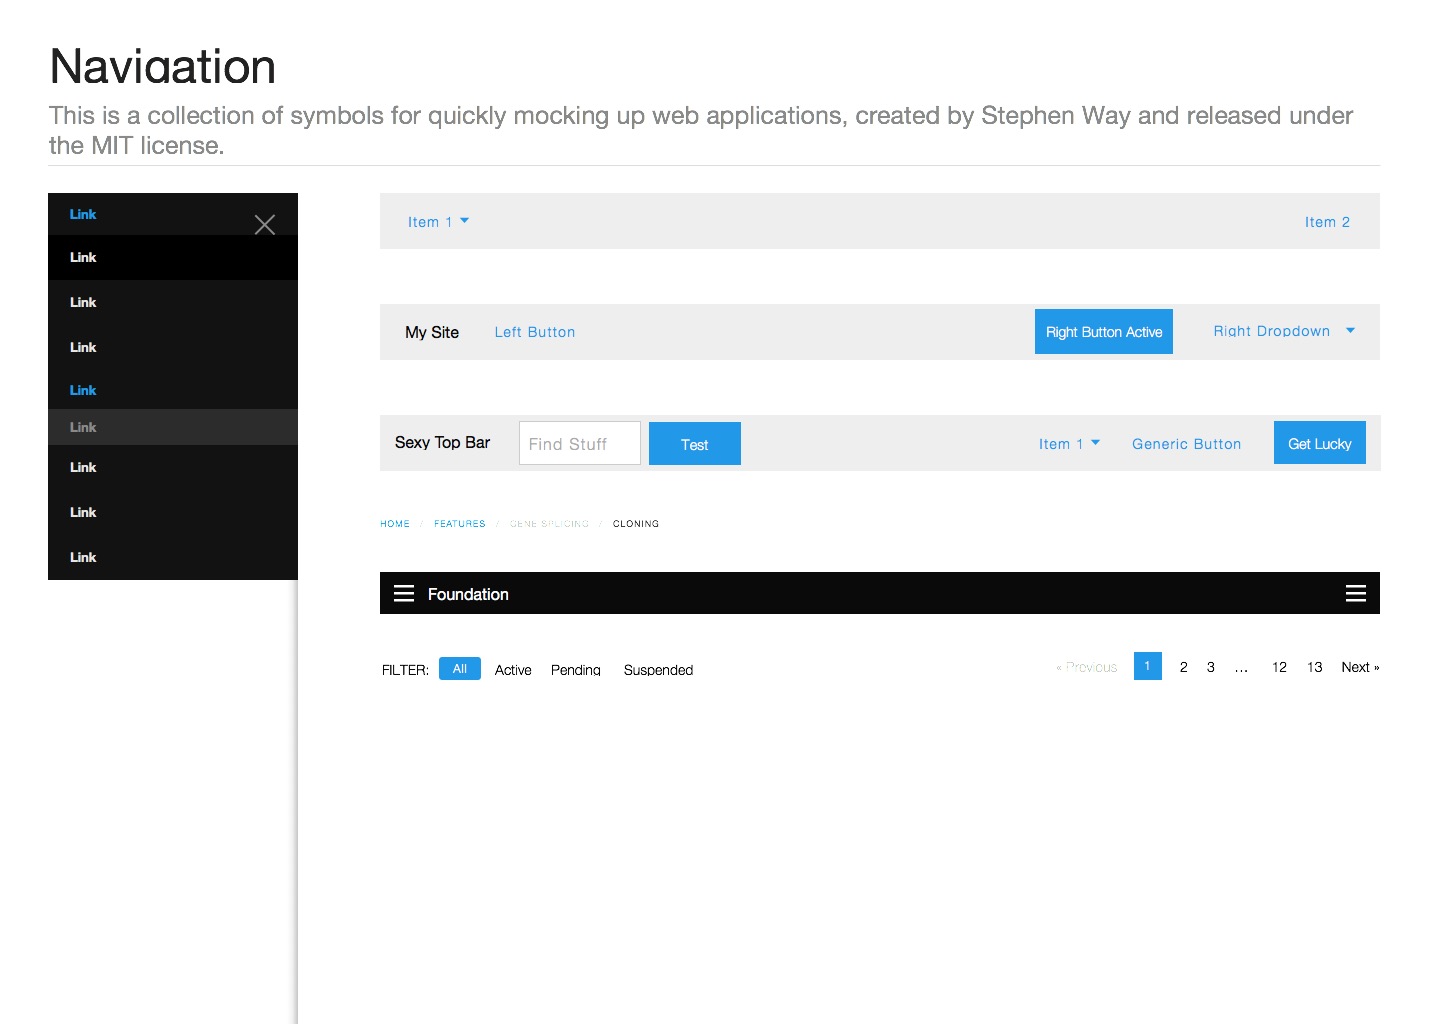 Navigation
This is a collection of symbols for quickly mocking up web applications, created by Stephen Way and released under
the MIT license.
Link
Link
Link
Link
Link
Link
Link
Link
Link
Item 1 Item 2
My Site Left Button Right Button Active Right Dropdown
Sexy Top Bar Find Stuff Test Item 1 Generic Button Get Lucky
HOME / FEATURES / GENE SPLICING / CLONING
Foundation
FILTER: All Active Pending Suspended « Previous 1 2 3 ... 12 13 Next »